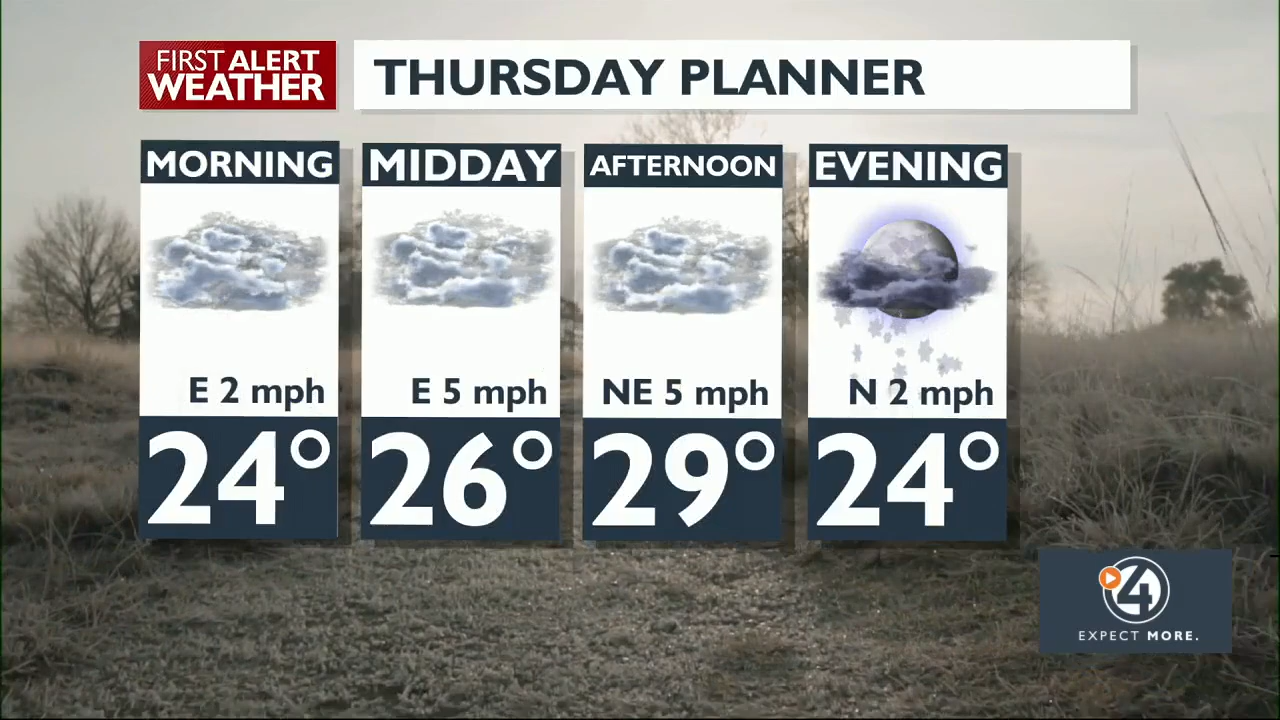 FIRST ALERT
WEATHER
THURSDAY PLANNER
MORNING
E 2 mph
24°
MIDDAY
E 5 mph
26°
AFTERNOON
NE 5 mph
29°
EVENING
N 2 mph
24°
4
EXPECT MORE.